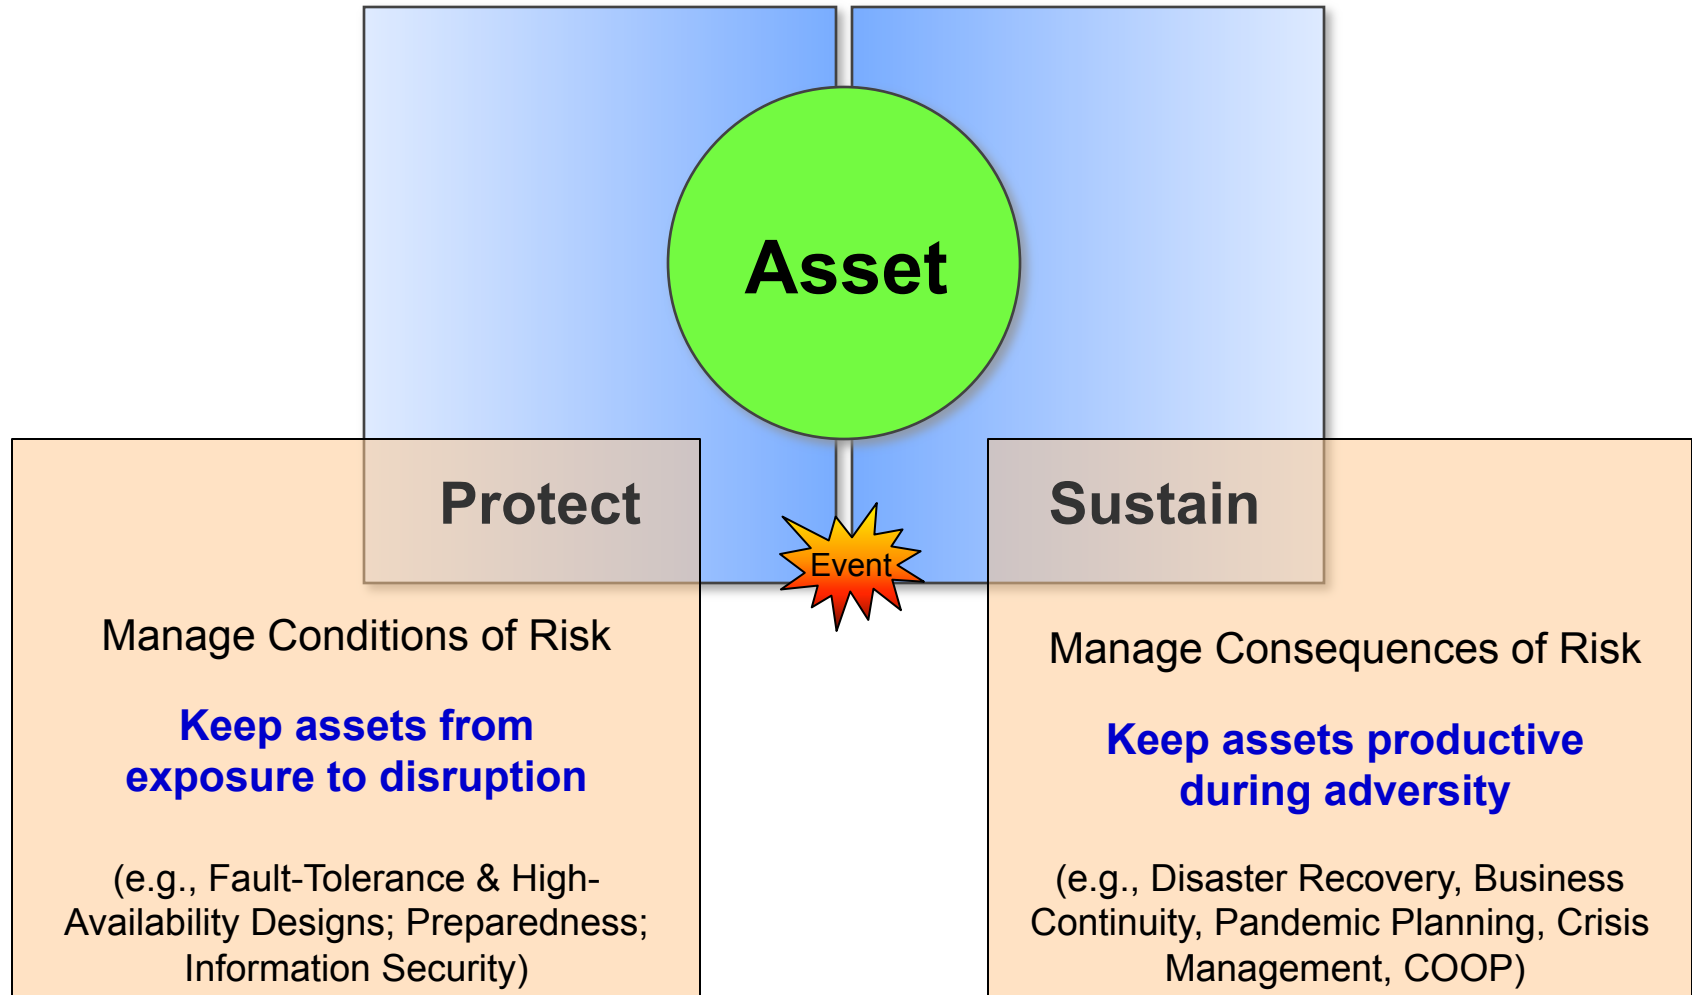 Asset
Protect
Manage Conditions of Risk
Keep assets from
exposure to disruption
(e.g., Fault-Tolerance & High-
Availability Designs; Preparedness;
Information Security)
Event
Sustain
Manage Consequences of Risk
Keep assets productive
during adversity
(e.g., Disaster Recovery, Business
Continuity, Pandemic Planning, Crisis
Management, COOP)